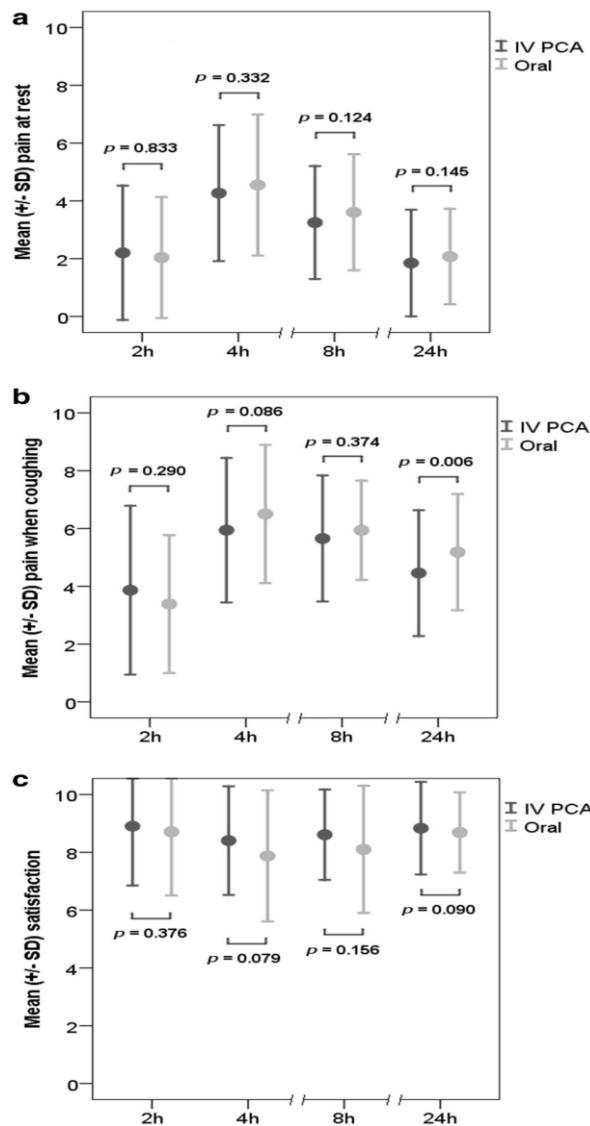 a
10
8
6
4
2
0
Mean (+/- SD) pain at rest
p = 0.833
p = 0.332
p = 0.124
p = 0.145
2h 4h 8h 24h
IV PCA
Oral
b
10
8
6
4
2
0
Mean (+/- SD) pain when coughing
p = 0.290
p = 0.086
p = 0.374
p = 0.006
2h 4h 8h 24h
IV PCA
Oral
c
10
8
6
4
2
0
Mean (+/- SD) satisfaction
p = 0.376
p = 0.079
p = 0.156
p = 0.090
2h 4h 8h 24h
IV PCA
Oral